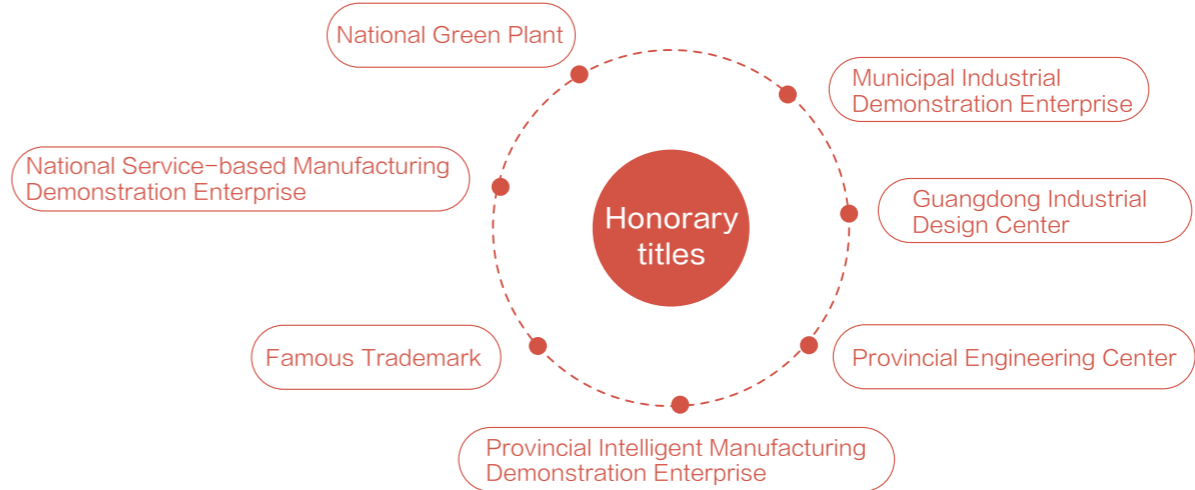 National Green Plant
Municipal Industrial
Demonstration Enterprise
National Service-based Manufacturing
Demonstration Enterprise
Guangdong Industrial
Design Center
Honorary
titles
Famous Trademark
Provincial Engineering Center
Provincial Intelligent Manufacturing
Demonstration Enterprise